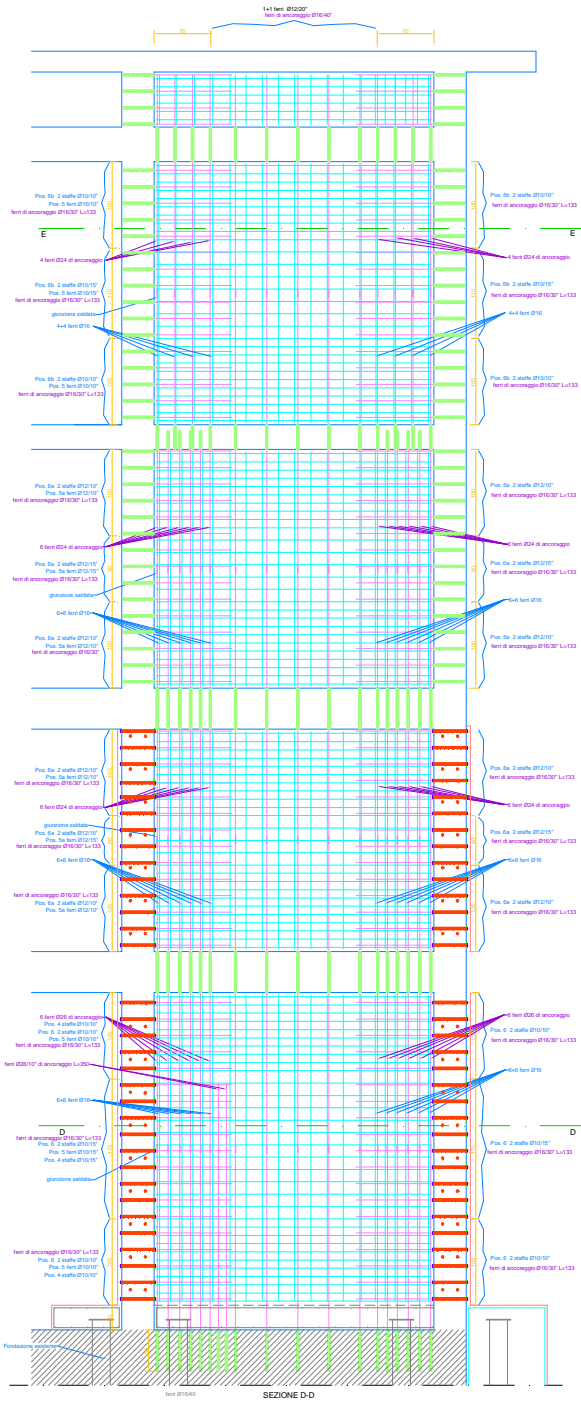 1+1 ferri Ø12/20"
ferri di ancoraggio Ø16/40"
70
70
Pos. 6b 2 staffe Ø10/10"
Pos. 5 ferri Ø10/10"
ferri di ancoraggio Ø16/30" L=133
Pos. 6b 2 staffe Ø10/10"
ferri di ancoraggio Ø16/30" L=133
E
E
4 ferri Ø24 di ancoraggio
4 ferri Ø24 di ancoraggio
Pos. 6b 2 staffe Ø10/15"
Pos. 5 ferri Ø10/15"
ferri di ancoraggio Ø16/30" L=133
Pos. 6b 2 staffe Ø10/15"
ferri di ancoraggio Ø16/30" L=133
giunzione saldata
4+4 ferri Ø16
4+4 ferri Ø16
Pos. 6b 2 staffe Ø10/10"
Pos. 5 ferri Ø10/10"
ferri di ancoraggio Ø16/30" L=133
Pos. 6b 2 staffe Ø10/10"
ferri di ancoraggio Ø16/30" L=133
Pos. 6a 2 staffe Ø12/10"
Pos. 5a ferri Ø12/10"
ferri di ancoraggio Ø16/30" L=133
Pos. 6a 2 staffe Ø12/10"
ferri di ancoraggio Ø16/30" L=133
6 ferri Ø24 di ancoraggio
6 ferri Ø24 di ancoraggio
Pos. 6a 2 staffe Ø12/15"
Pos. 5a ferri Ø12/15"
ferri di ancoraggio Ø16/30" L=133
Pos. 6a 2 staffe Ø12/15"
ferri di ancoraggio Ø16/30" L=133
giunzione saldata
6+6 ferri Ø16
6+6 ferri Ø16
Pos. 6a 2 staffe Ø12/10"
Pos. 5a ferri Ø12/10"
ferri di ancoraggio Ø16/30"
Pos. 6a 2 staffe Ø12/10"
ferri di ancoraggio Ø16/30" L=133
Pos. 6a 2 staffe Ø12/10"
Pos. 5a ferri Ø12/10"
ferri di ancoraggio Ø16/30" L=133
Pos. 6a 2 staffe Ø12/10"
ferri di ancoraggio Ø16/30" L=133
6 ferri Ø24 di ancoraggio
6 ferri Ø24 di ancoraggio
giunzione saldata
Pos. 6a 2 staffe Ø12/15"
Pos. 5a ferri Ø12/15"
ferri di ancoraggio Ø16/30" L=133
Pos. 6a 2 staffe Ø12/15"
ferri di ancoraggio Ø16/30" L=133
6+6 ferri Ø16
6+6 ferri Ø16
ferri di ancoraggio Ø16/30" L=133
Pos. 6a 2 staffe Ø12/10"
Pos. 5a ferri Ø12/10"
Pos. 6a 2 staffe Ø12/10"
ferri di ancoraggio Ø16/30" L=133
6 ferri Ø26 di ancoraggio
6 ferri Ø26 di ancoraggio
Pos. 4 staffe Ø10/10"
Pos. 6 2 staffe Ø10/10"
Pos. 5 ferri Ø10/10"
ferri di ancoraggio Ø16/30" L=133
Pos. 6 2 staffe Ø10/10"
ferri di ancoraggio Ø16/30" L=133
ferri Ø26/10" di ancoraggio L=350
6+6 ferri Ø16
6+6 ferri Ø16
D
D
ferri di ancoraggio Ø16/30" L=133
Pos. 6 2 staffe Ø10/15"
Pos. 5 ferri Ø10/15"
Pos. 4 staffe Ø10/15"
Pos. 6 2 staffe Ø10/15"
ferri di ancoraggio Ø16/30" L=133
giunzione saldata
ferri di ancoraggio Ø16/30" L=133
Pos. 6 2 staffe Ø10/10"
Pos. 5 ferri Ø10/10"
Pos. 4 staffe Ø10/10"
Pos. 6 2 staffe Ø10/10"
ferri di ancoraggio Ø16/30" L=133
Fondazione esistente
ferri Ø16/40
SEZIONE D-D